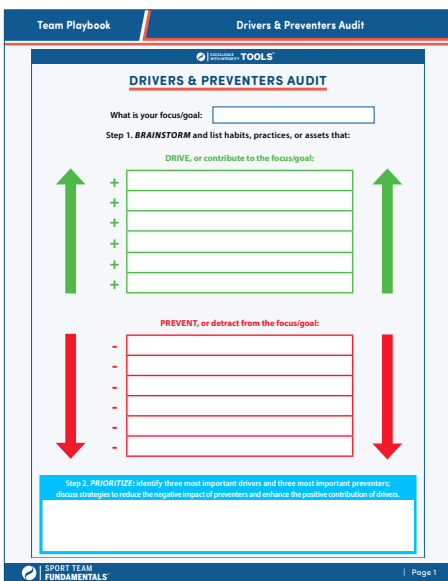 Team Playbook
Drivers & Preventers Audit
EXCELLENCE WITH INTEGRITY TOOLS™
DRIVERS & PREVENTERS AUDIT
What is your focus/goal:
Step 1. BRAINSTORM and list habits, practices, or assets that:
DRIVE, or contribute to the focus/goal:
+
+
+
+
+
+
PREVENT, or detract from the focus/goal:
-
-
-
-
-
-
Step 2. PRIORITIZE: identify three most important drivers and three most important preventers;
discuss strategies to reduce the negative impact of preventers and enhance the positive contribution of drivers.
SPORT TEAM
FUNDAMENTALS™
| Page 1